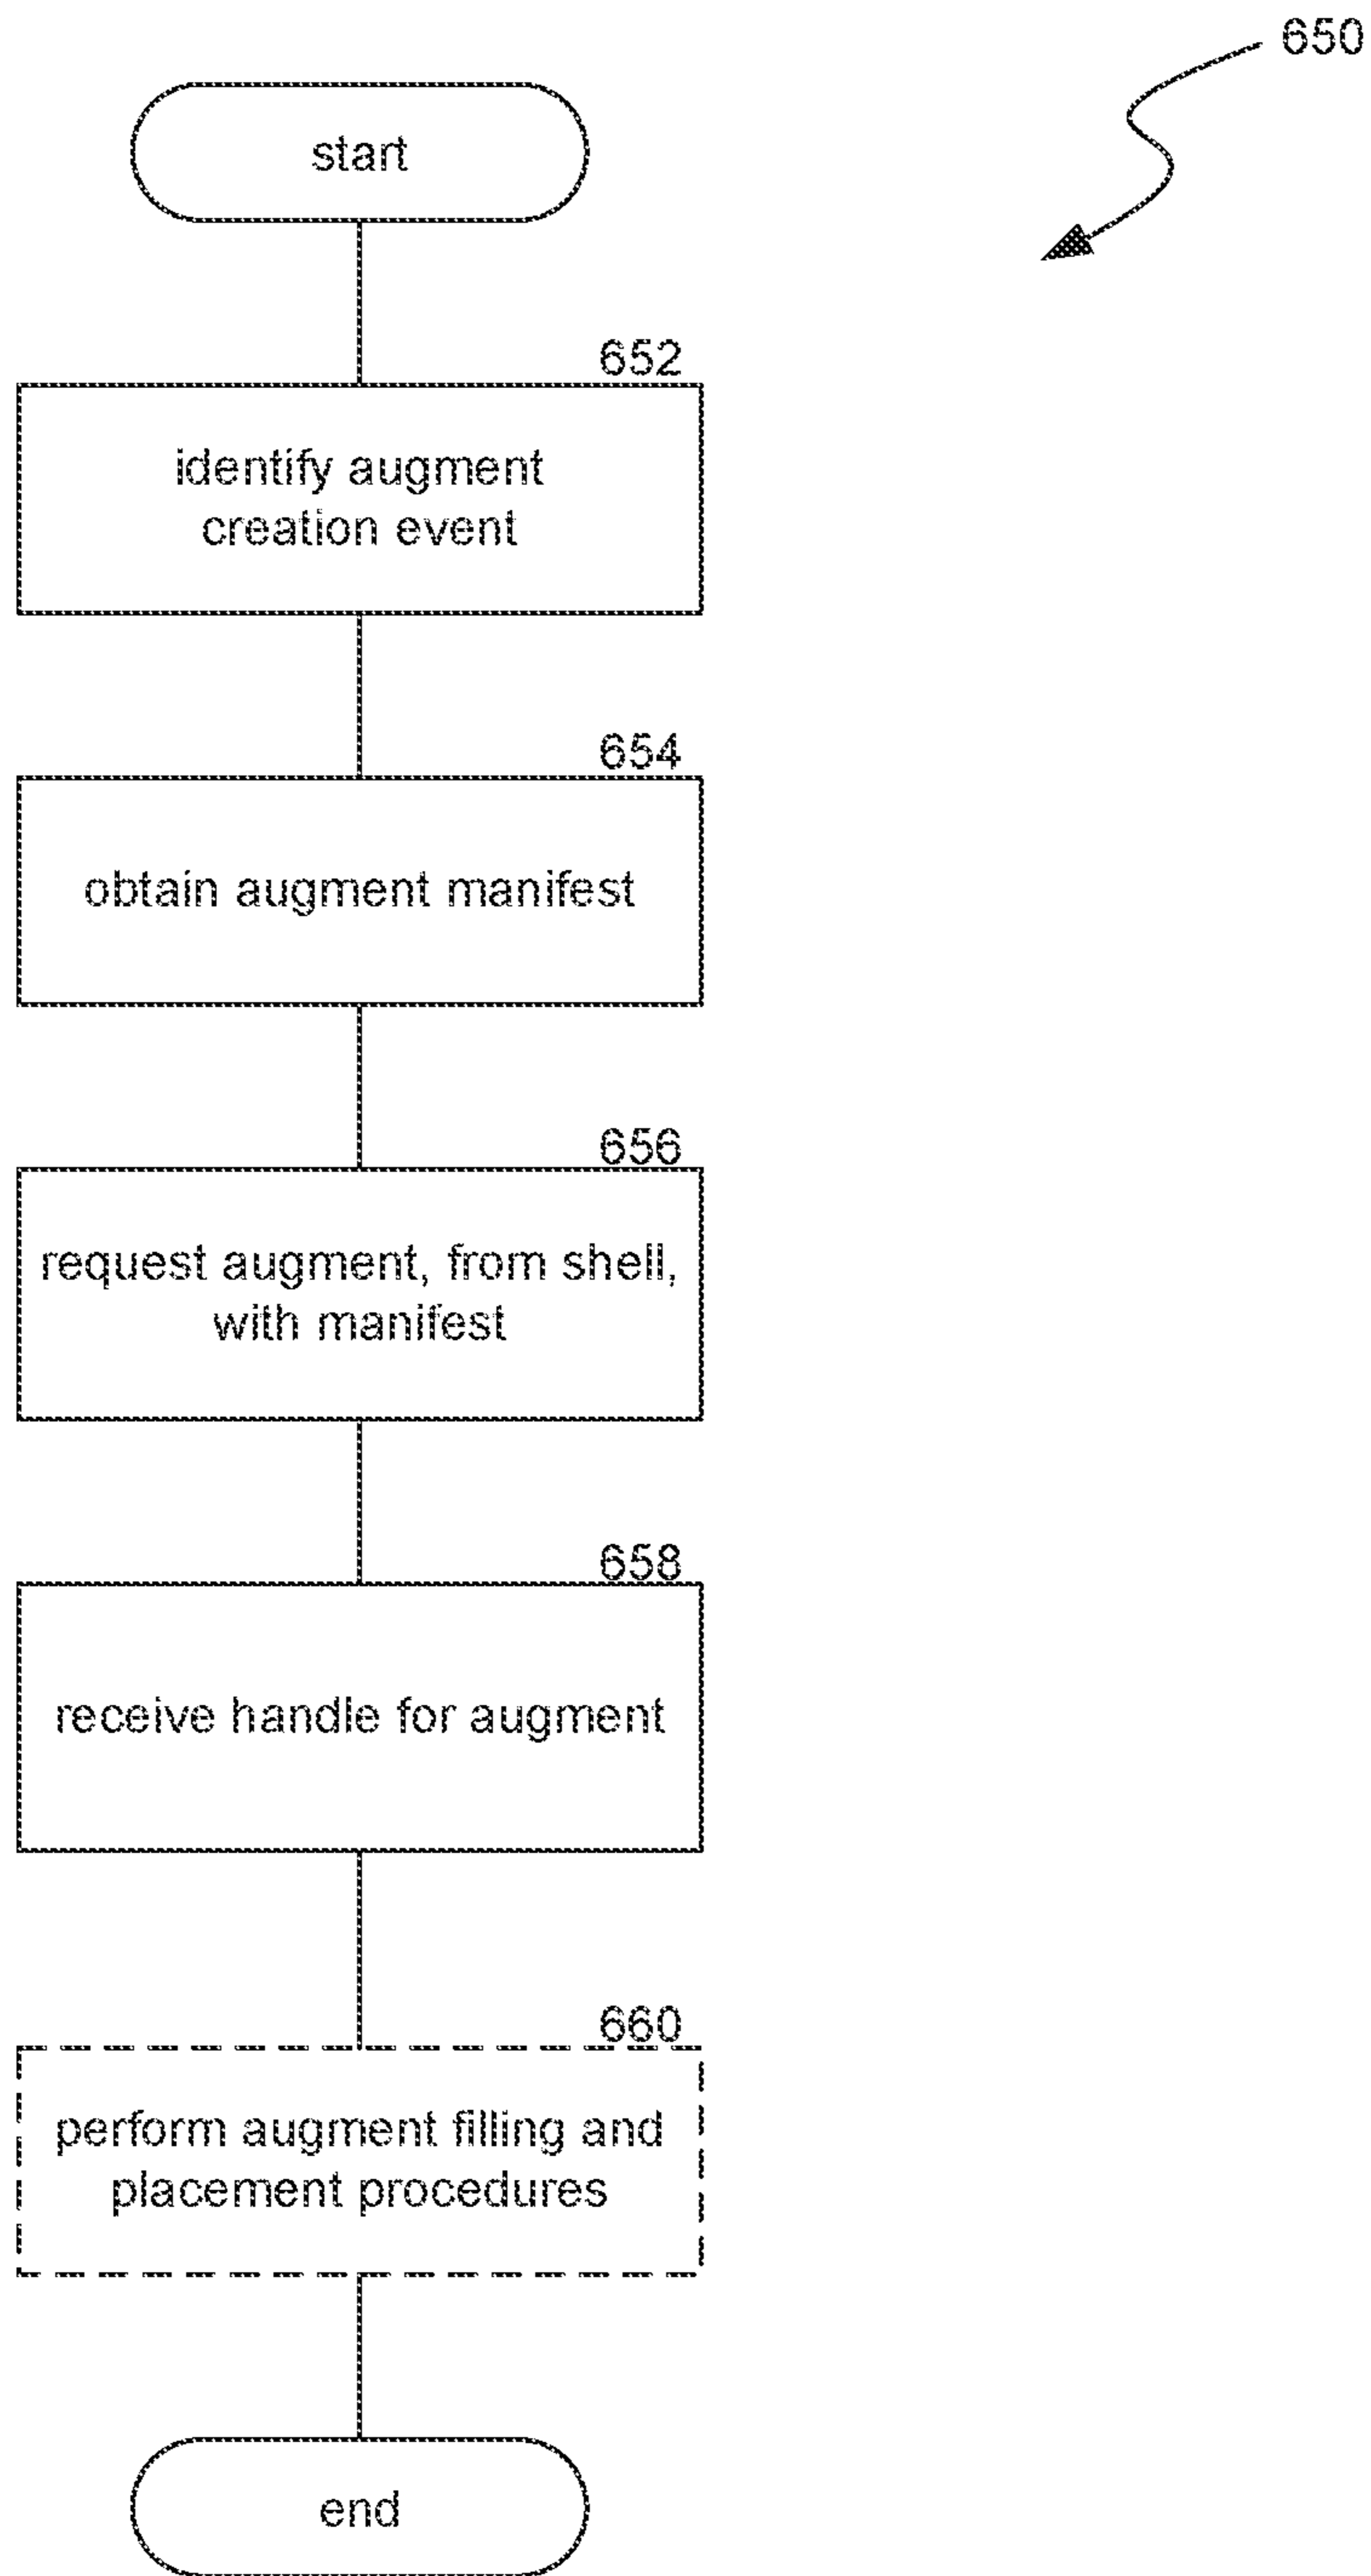 650
start
652
identify augment
creation event
654
obtain augment manifest
656
request augment, from shell,
with manifest
658
receive handle for augment
660
perform augment filling and
placement procedures
end